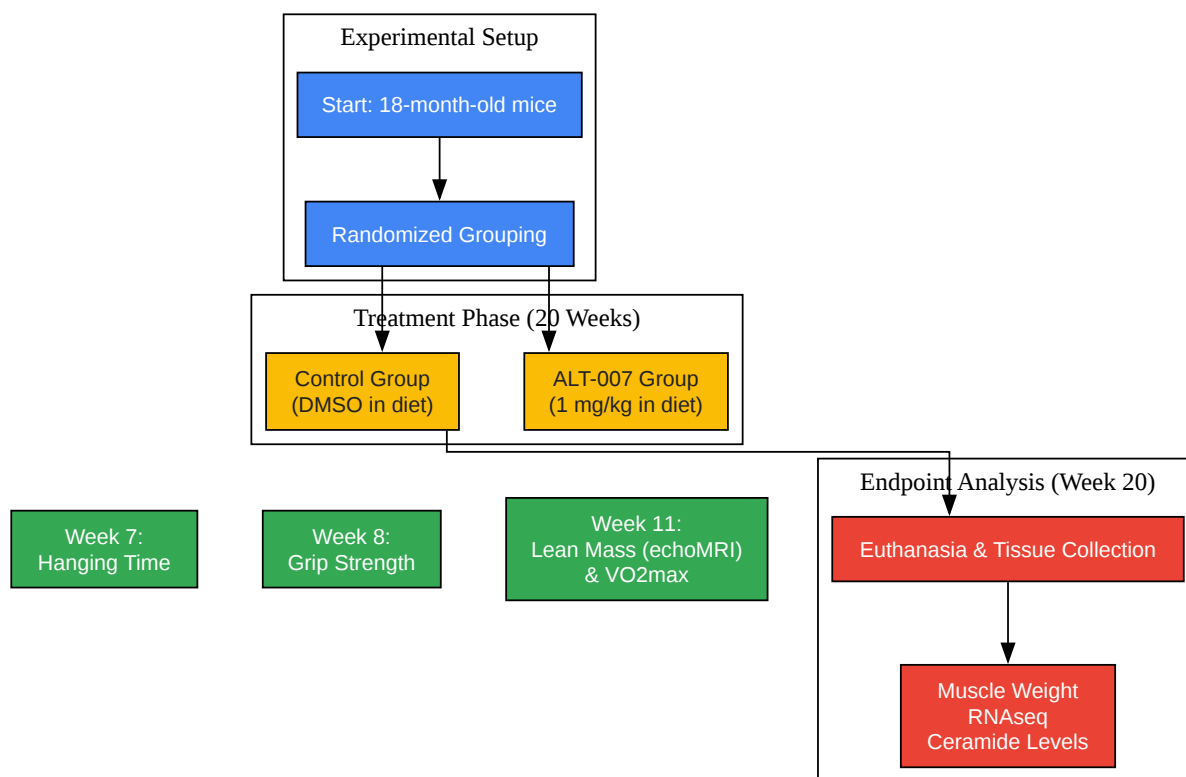 Experimental Setup
Start: 18-month-old mice
Randomized Grouping
Treatment Phase (20 Weeks)
Control Group
(DMSO in diet)
ALT-007 Group
(1 mg/kg in diet)
Week 7:
Hanging Time
Week 8:
Grip Strength
Week 11:
Lean Mass (echoMRI)
& VO2max
Endpoint Analysis (Week 20)
Euthanasia & Tissue Collection
Muscle Weight
RNAseq
Ceramide Levels